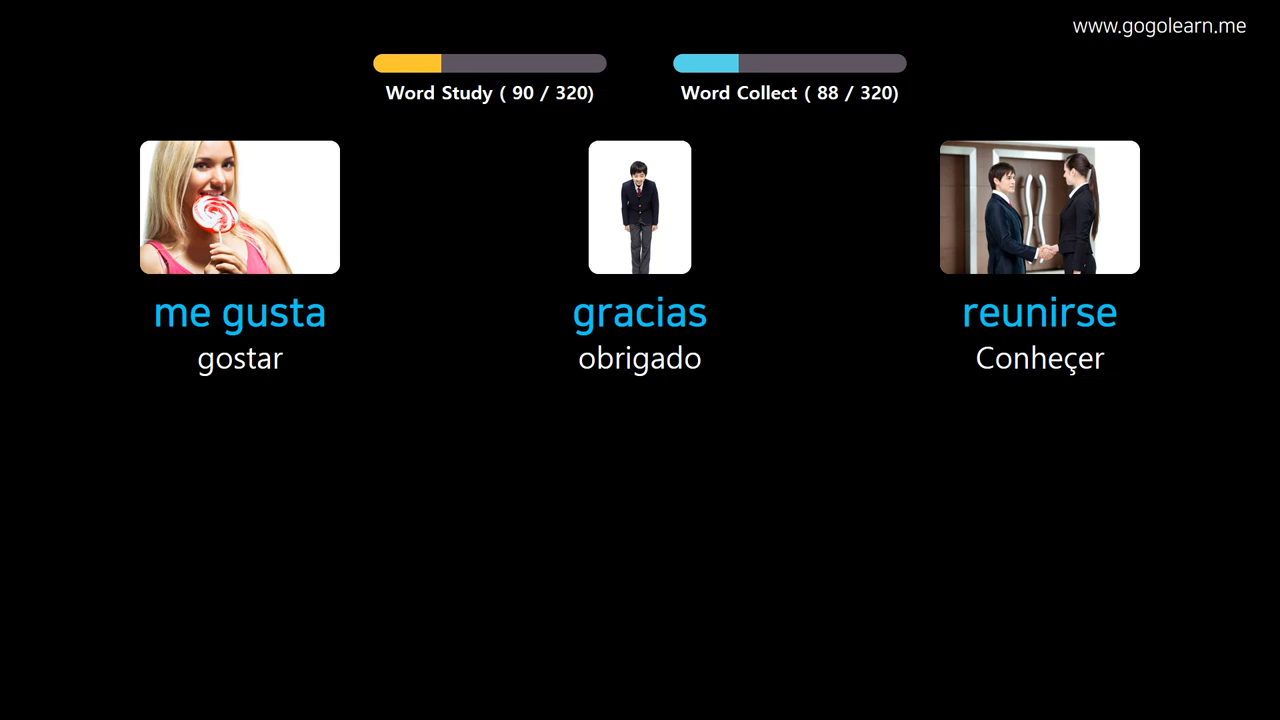 www.gogolearn.me
Word Study ( 90 / 320)
Word Collect ( 88 / 320)
me gusta
gracias
reunirse
gostar
obrigado
Conheçer